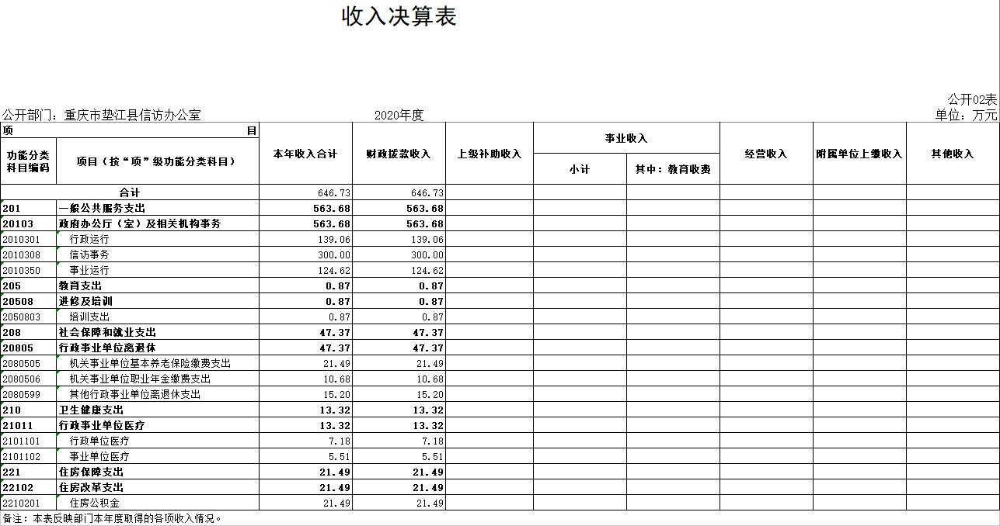 收入决算表
公开02表
公开部门：重庆市垫江县信访办公室 2020年度 单位：万元
项 目 本年收入合计 财政拨款收入 上级补助收入 事业收入 经营收入 附属单位上缴收入 其他收入
功能分类科目编码 项目（按“项”级功能分类科目） 小计 其中：教育收费
合计 646.73 646.73
201 一般公共服务支出 563.68 563.68
20103 政府办公厅（室）及相关机构事务 563.68 563.68
2010301 行政运行 139.06 139.06
2010308 信访事务 300.00 300.00
2010350 事业运行 124.62 124.62
205 教育支出 0.87 0.87
20508 进修及培训 0.87 0.87
2050803 培训支出 0.87 0.87
208 社会保障和就业支出 47.37 47.37
20805 行政事业单位离退休 47.37 47.37
2080505 机关事业单位基本养老保险缴费支出 21.49 21.49
2080506 机关事业单位职业年金缴费支出 10.68 10.68
2080599 其他行政事业单位离退休支出 15.20 15.20
210 卫生健康支出 13.32 13.32
21011 行政事业单位医疗 13.32 13.32
2101101 行政单位医疗 7.18 7.18
2101102 事业单位医疗 5.51 5.51
221 住房保障支出 21.49 21.49
22102 住房改革支出 21.49 21.49
2210201 住房公积金 21.49 21.49
备注：本表反映部门本年度取得的各项收入情况。